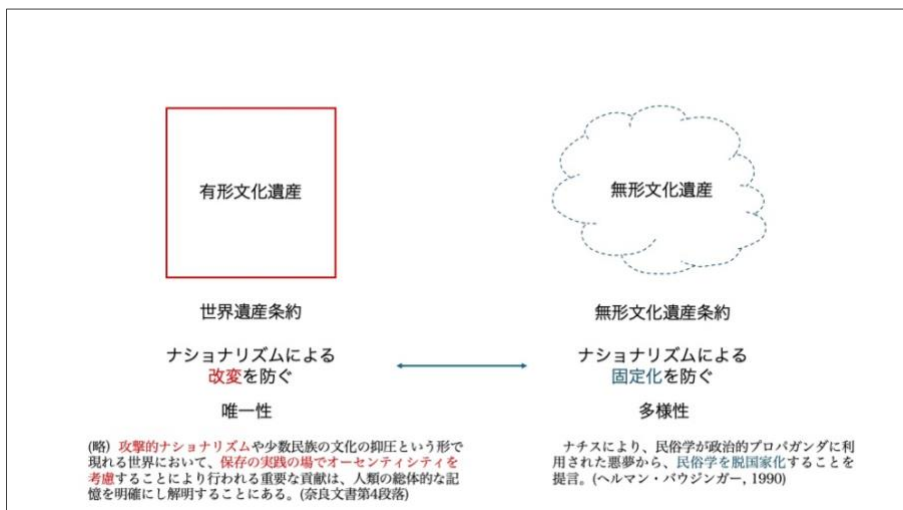 有形文化遺産
世界遺産条約
ナショナリズムによる
改変を防ぐ
唯一性
(略) 攻撃的ナショナリズムや少数民族の文化の抑圧という形で
現れる世界において、保存の実践の場でオーセンティシティを
考慮することにより行われる重要な貢献は、人類の総体的な記
憶を明確にし解明することにある。(奈良文書第4段落)
無形文化遺産
無形文化遺産条約
ナショナリズムによる
固定化を防ぐ
多様性
ナチスにより、民俗学が政治的プロパガンダに利
用された悪夢から、民俗学を脱国家化することを
提言。(ヘルマン・バウジンガー, 1990)